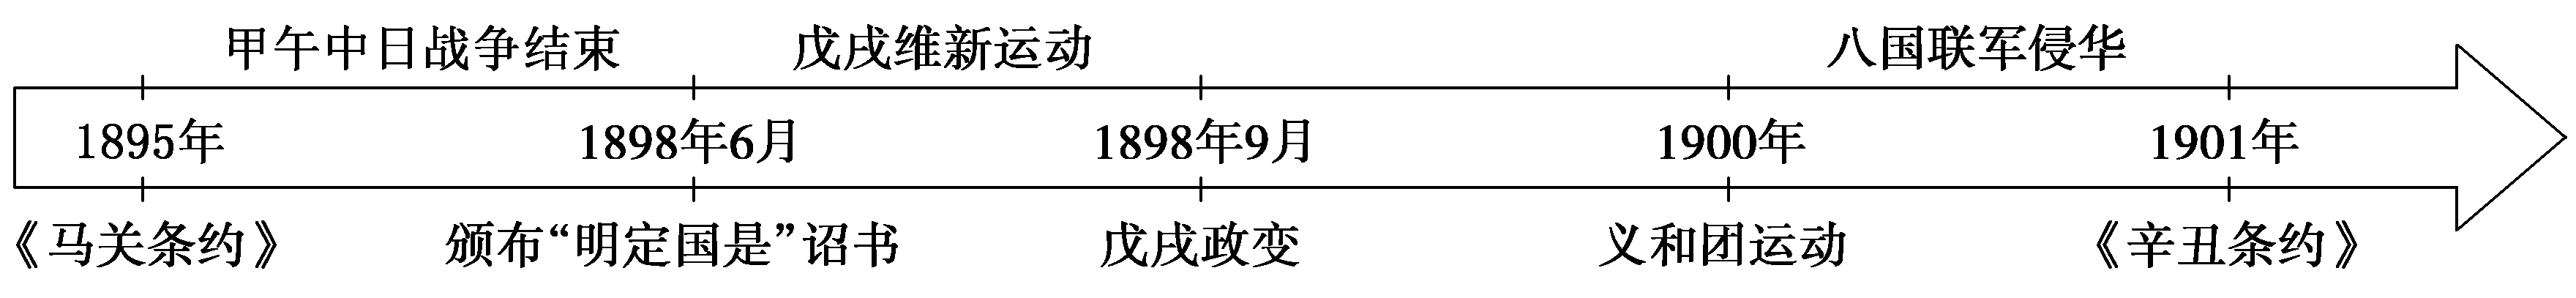 甲午中日战争结束 戊戌维新运动 八国联军侵华
1895年 1898年6月 1898年9月 1900年 1901年
《马关条约》 颁布“明定国是”诏书 戊戌政变 义和团运动 《辛丑条约》